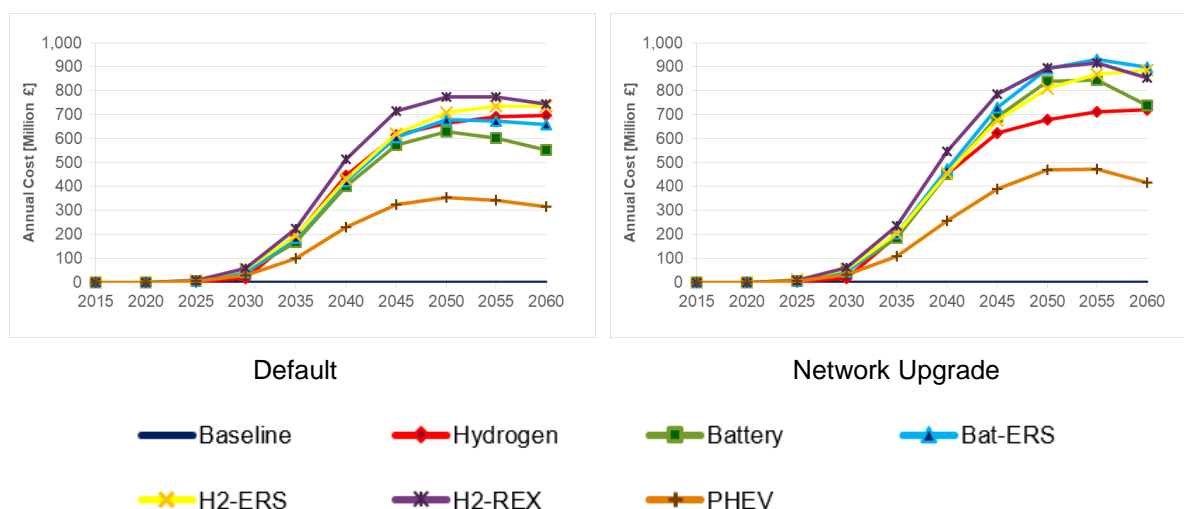 Annual Cost [Million £]
1,000
900
800
700
600
500
400
300
200
100
0
2015 2020 2025 2030 2035 2040 2045 2050 2055 2060
Default
Annual Cost [Million £]
1,000
900
800
700
600
500
400
300
200
100
0
2015 2020 2025 2030 2035 2040 2045 2050 2055 2060
Network Upgrade
Baseline Hydrogen Battery Bat-ERS
H2-ERS H2-REX PHEV